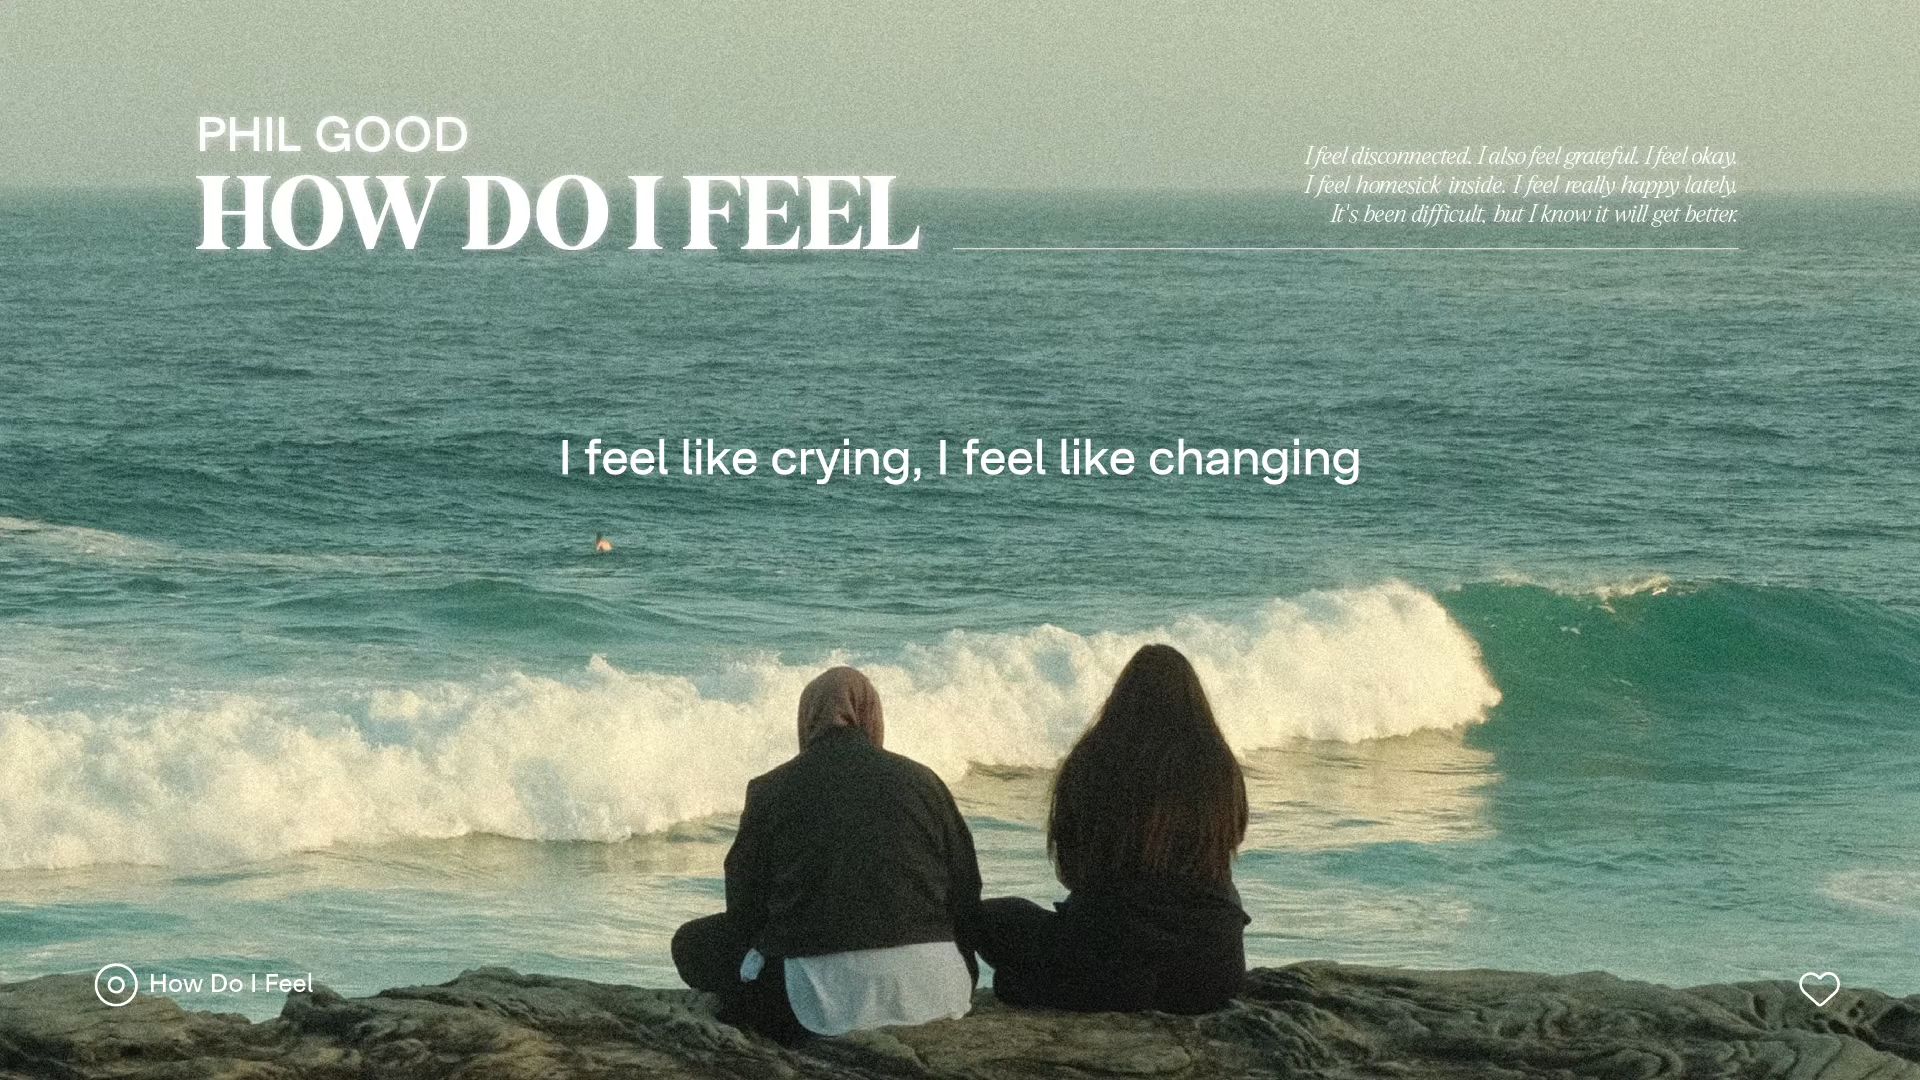 PHIL GOOD
HOW DO I FEEL
I feel disconnected. I also feel grateful. I feel okay.
I feel homesick inside. I feel really happy lately.
It's been difficult, but I know it will get better.
I feel like crying, I feel like changing
How Do I Feel